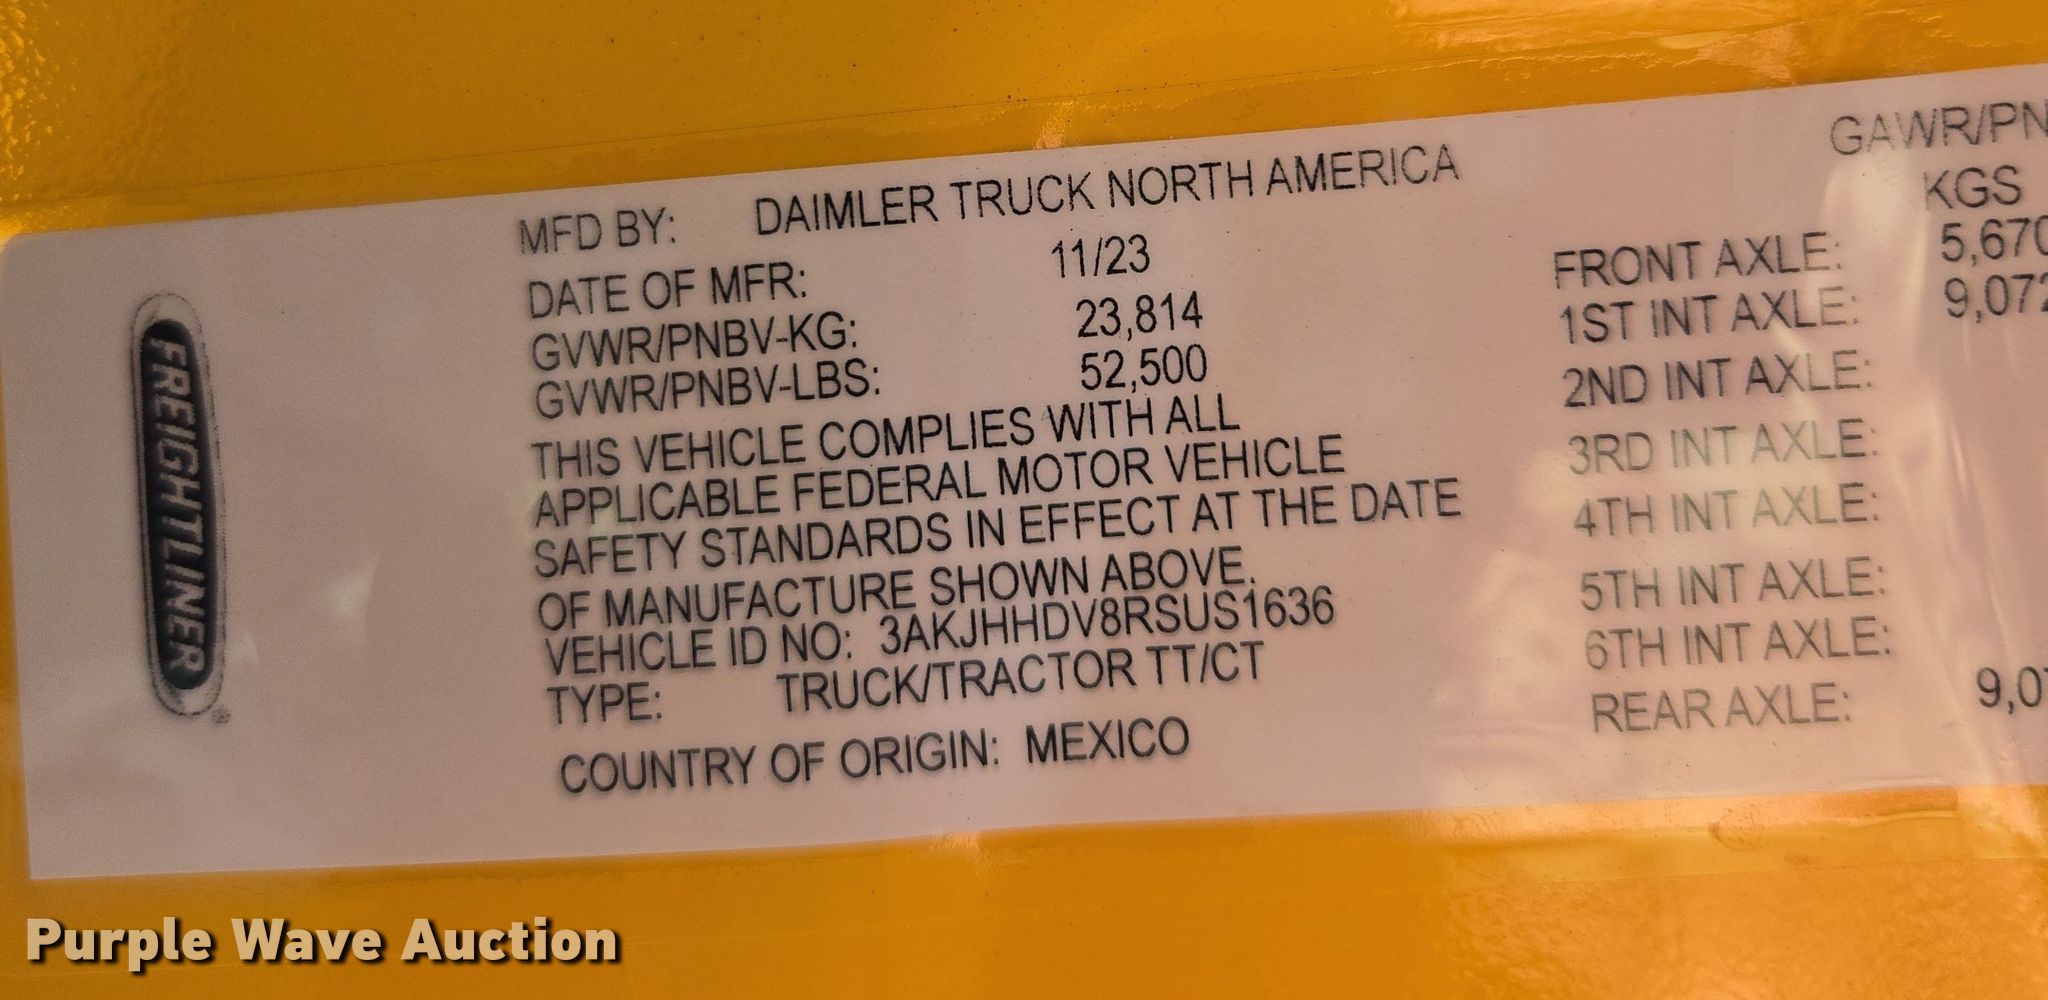 FREIGHTLINER
MFD BY: DAIMLER TRUCK NORTH AMERICA
DATE OF MFR: 11/23
GVWR/PNBV-KG: 23,814
GVWR/PNBV-LBS: 52,500
THIS VEHICLE COMPLIES WITH ALL
APPLICABLE FEDERAL MOTOR VEHICLE
SAFETY STANDARDS IN EFFECT AT THE DATE
OF MANUFACTURE SHOWN ABOVE.
VEHICLE ID NO: 3AKJHHDV8RSUS1636
TYPE: TRUCK/TRACTOR TT/CT
COUNTRY OF ORIGIN: MEXICO
GAWR/PN
KGS
FRONT AXLE: 5,670
1ST INT AXLE: 9,072
2ND INT AXLE:
3RD INT AXLE:
4TH INT AXLE:
5TH INT AXLE:
6TH INT AXLE:
REAR AXLE: 9,0
Purple Wave Auction